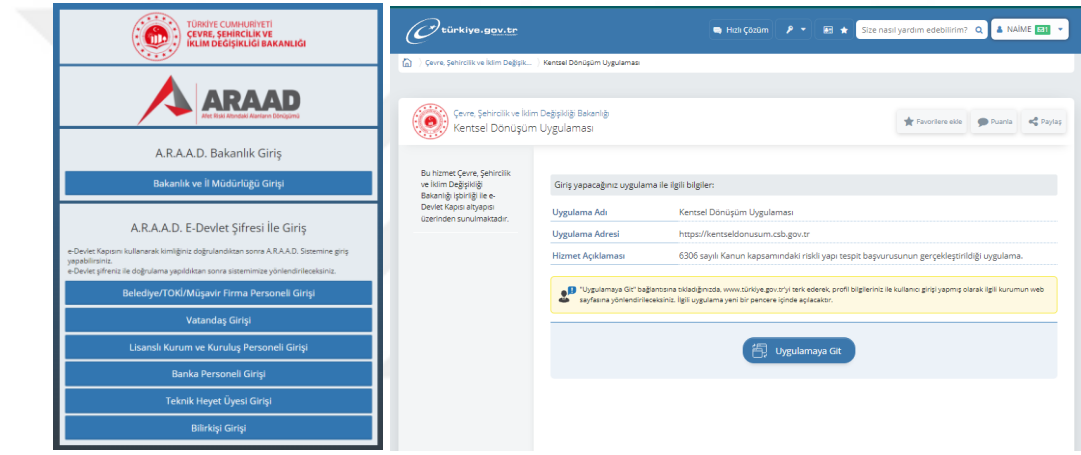 TÜRKİYE CUMHURİYETİ
ÇEVRE, ŞEHİRCİLİK VE
İKLİM DEĞİŞİKLİĞİ BAKANLIĞI
ARAAD
Afet Riski Altındaki Alanların Dönüşümü
A.R.A.A.D. Bakanlık Giriş
Bakanlık ve İl Müdürlüğü Girişi
A.R.A.A.D. E-Devlet Şifresi İle Giriş
e-Devlet Kapısını kullanarak kimliğiniz doğrulandıktan sonra A.R.A.A.D. Sistemine giriş
yapabilirsiniz.
e-Devlet şifreniz ile doğrulama yapıldıktan sonra sistemimize yönlendirileceksiniz.
Belediye/TOKİ/Müşavir Firma Personeli Girişi
Vatandaş Girişi
Lisanslı Kurum ve Kuruluş Personeli Girişi
Banka Personeli Girişi
Teknik Heyet Üyesi Girişi
Bilirkişi Girişi
türkiye.gov.tr
Hızlı Çözüm
Size nasıl yardım edebilirim?
NAİME
Çevre, Şehircilik ve İklim Değişik...
Kentsel Dönüşüm Uygulaması
Çevre, Şehircilik ve İklim Değişikliği Bakanlığı
Kentsel Dönüşüm Uygulaması
Favorilere ekle
Puanla
Paylaş
Bu hizmet Çevre, Şehircilik
ve İklim Değişikliği
Bakanlığı işbirliği ile e-
Devlet Kapısı altyapısı
üzerinden sunulmaktadır.
Giriş yapacağınız uygulama ile ilgili bilgiler:
Uygulama Adı Kentsel Dönüşüm Uygulaması
Uygulama Adresi https://kentseldonusum.csb.gov.tr
Hizmet Açıklaması 6306 sayılı Kanun kapsamındaki riskli yapı tespit başvurusunun gerçekleştirildiği uygulama.
"Uygulamaya Git" bağlantısına tıkladığınızda, www.türkiye.gov.tr'yi terk ederek, profil bilgileriniz ile kullanıcı girişi yapmış olarak ilgili kurumun web
sayfasına yönlendirileceksiniz. İlgili uygulama yeni bir pencere içinde açılacaktır.
Uygulamaya Git